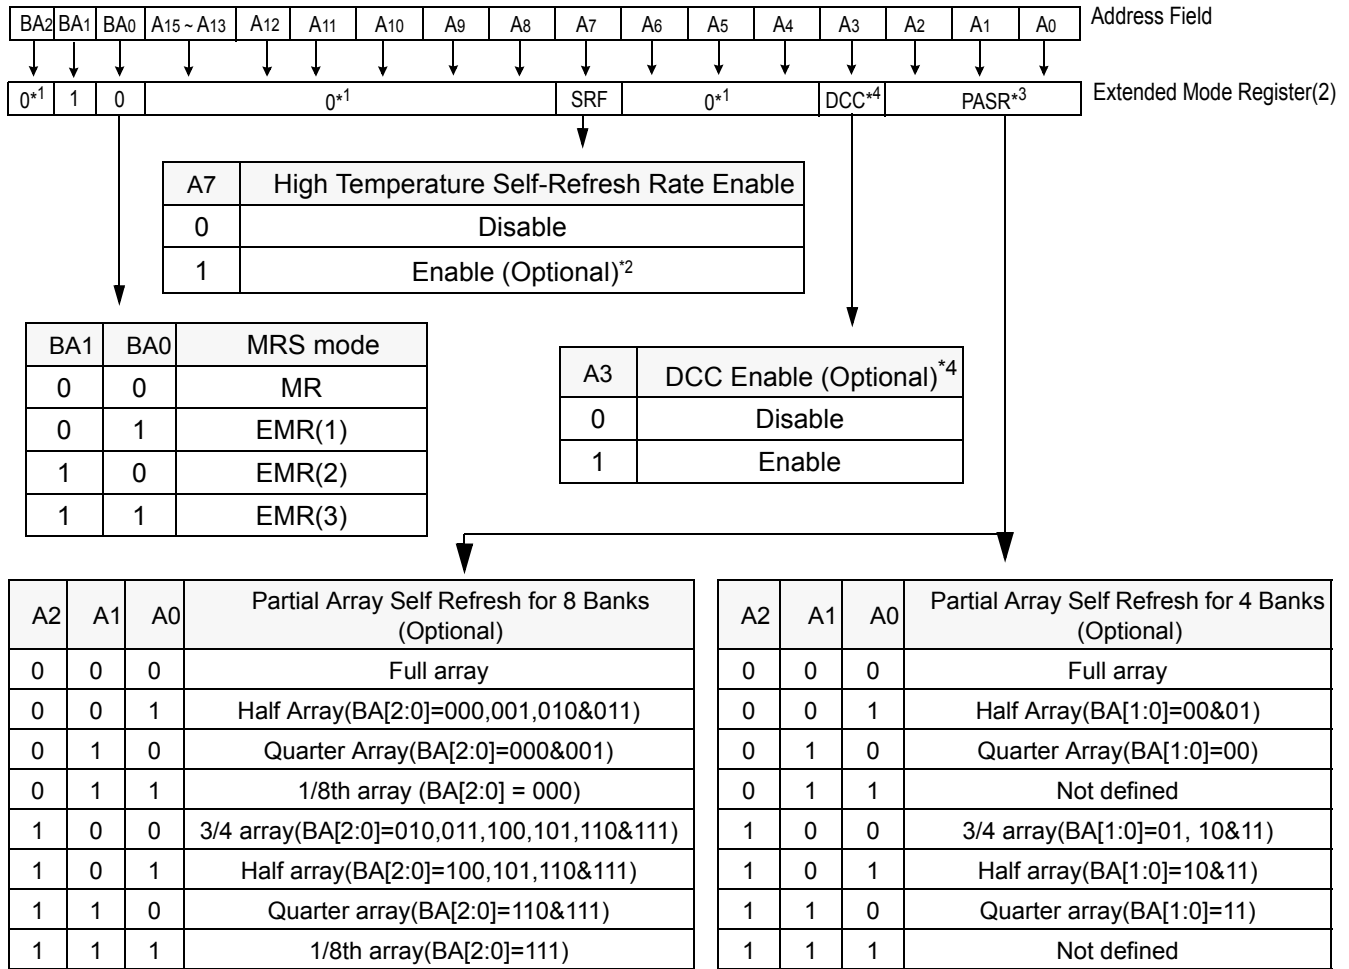 BA2 BA1 BA0 A15 ~ A13 A12 A11 A10 A9 A8 A7 A6 A5 A4 A3 A2 A1 A0 Address Field
0*1 1 0 0*1 SRF 0*1 DCC*4 PASR*3 Extended Mode Register(2)
A7 High Temperature Self-Refresh Rate Enable
0 Disable
1 Enable (Optional)*2
BA1 BA0 MRS mode
0 0 MR
0 1 EMR(1)
1 0 EMR(2)
1 1 EMR(3)
A3 DCC Enable (Optional)*4
0 Disable
1 Enable
A2 A1 A0 Partial Array Self Refresh for 8 Banks
(Optional)
0 0 0 Full array
0 0 1 Half Array(BA[2:0]=000,001,010&011)
0 1 0 Quarter Array(BA[2:0]=000&001)
0 1 1 1/8th array (BA[2:0] = 000)
1 0 0 3/4 array(BA[2:0]=010,011,100,101,110&111)
1 0 1 Half array(BA[2:0]=100,101,110&111)
1 1 0 Quarter array(BA[2:0]=110&111)
1 1 1 1/8th array(BA[2:0]=111)
A2 A1 A0 Partial Array Self Refresh for 4 Banks
(Optional)
0 0 0 Full array
0 0 1 Half Array(BA[1:0]=00&01)
0 1 0 Quarter Array(BA[1:0]=00)
0 1 1 Not defined
1 0 0 3/4 array(BA[1:0]=01, 10&11)
1 0 1 Half array(BA[1:0]=10&11)
1 1 0 Quarter array(BA[1:0]=11)
1 1 1 Not defined